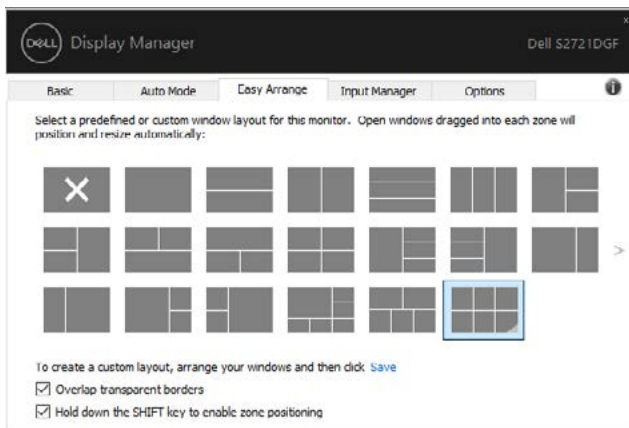 DELL Display Manager
Dell S2721DGF
x
Basic Auto Mode Easy Arrange Input Manager Options
Select a predefined or custom window layout for this monitor. Open windows dragged into each zone will
position and resize automatically:
>
To create a custom layout, arrange your windows and then click Save
Overlap transparent borders
Hold down the SHIFT key to enable zone positioning